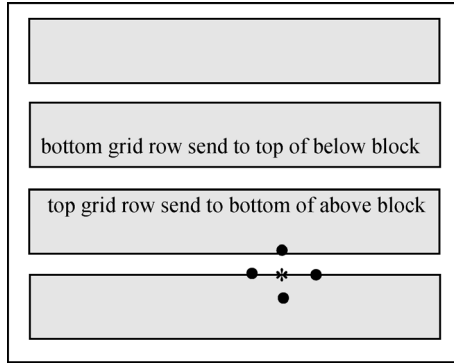 bottom grid row send to top of below block
top grid row send to bottom of above block
*